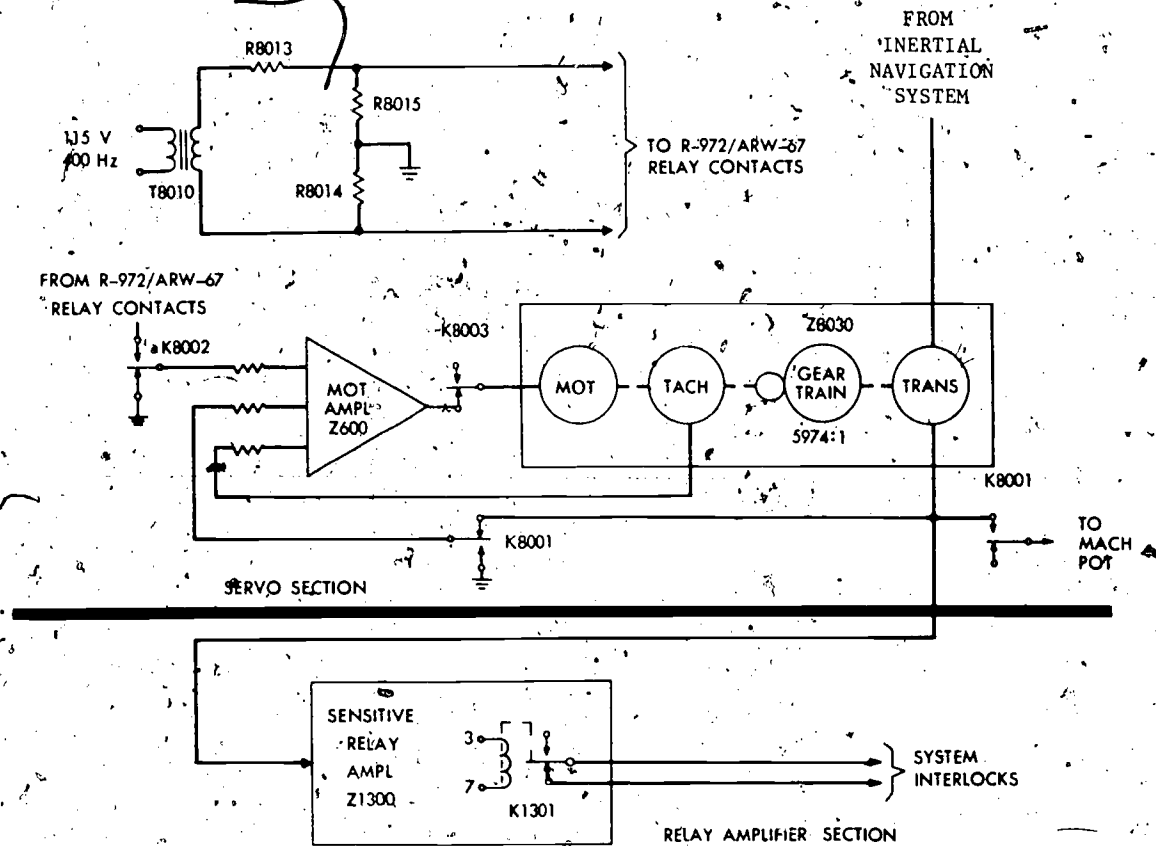 FROM
INERTIAL
NAVIGATION
SYSTEM
R8013
R8015
115 V
400 Hz
T8010
R8014
TO R-972/ARW-67
RELAY CONTACTS
FROM R-972/ARW-67
RELAY CONTACTS
K8002
K8003
Z8030
MOT
AMPL
Z600
MOT
TACH
GEAR
TRAIN
TRANS
5974:1
K8001
K8001
TO
MACH
POT
SERVO SECTION
SENSITIVE
RELAY
AMPL
Z1300
3
7
K1301
SYSTEM
INTERLOCKS
RELAY AMPLIFIER SECTION